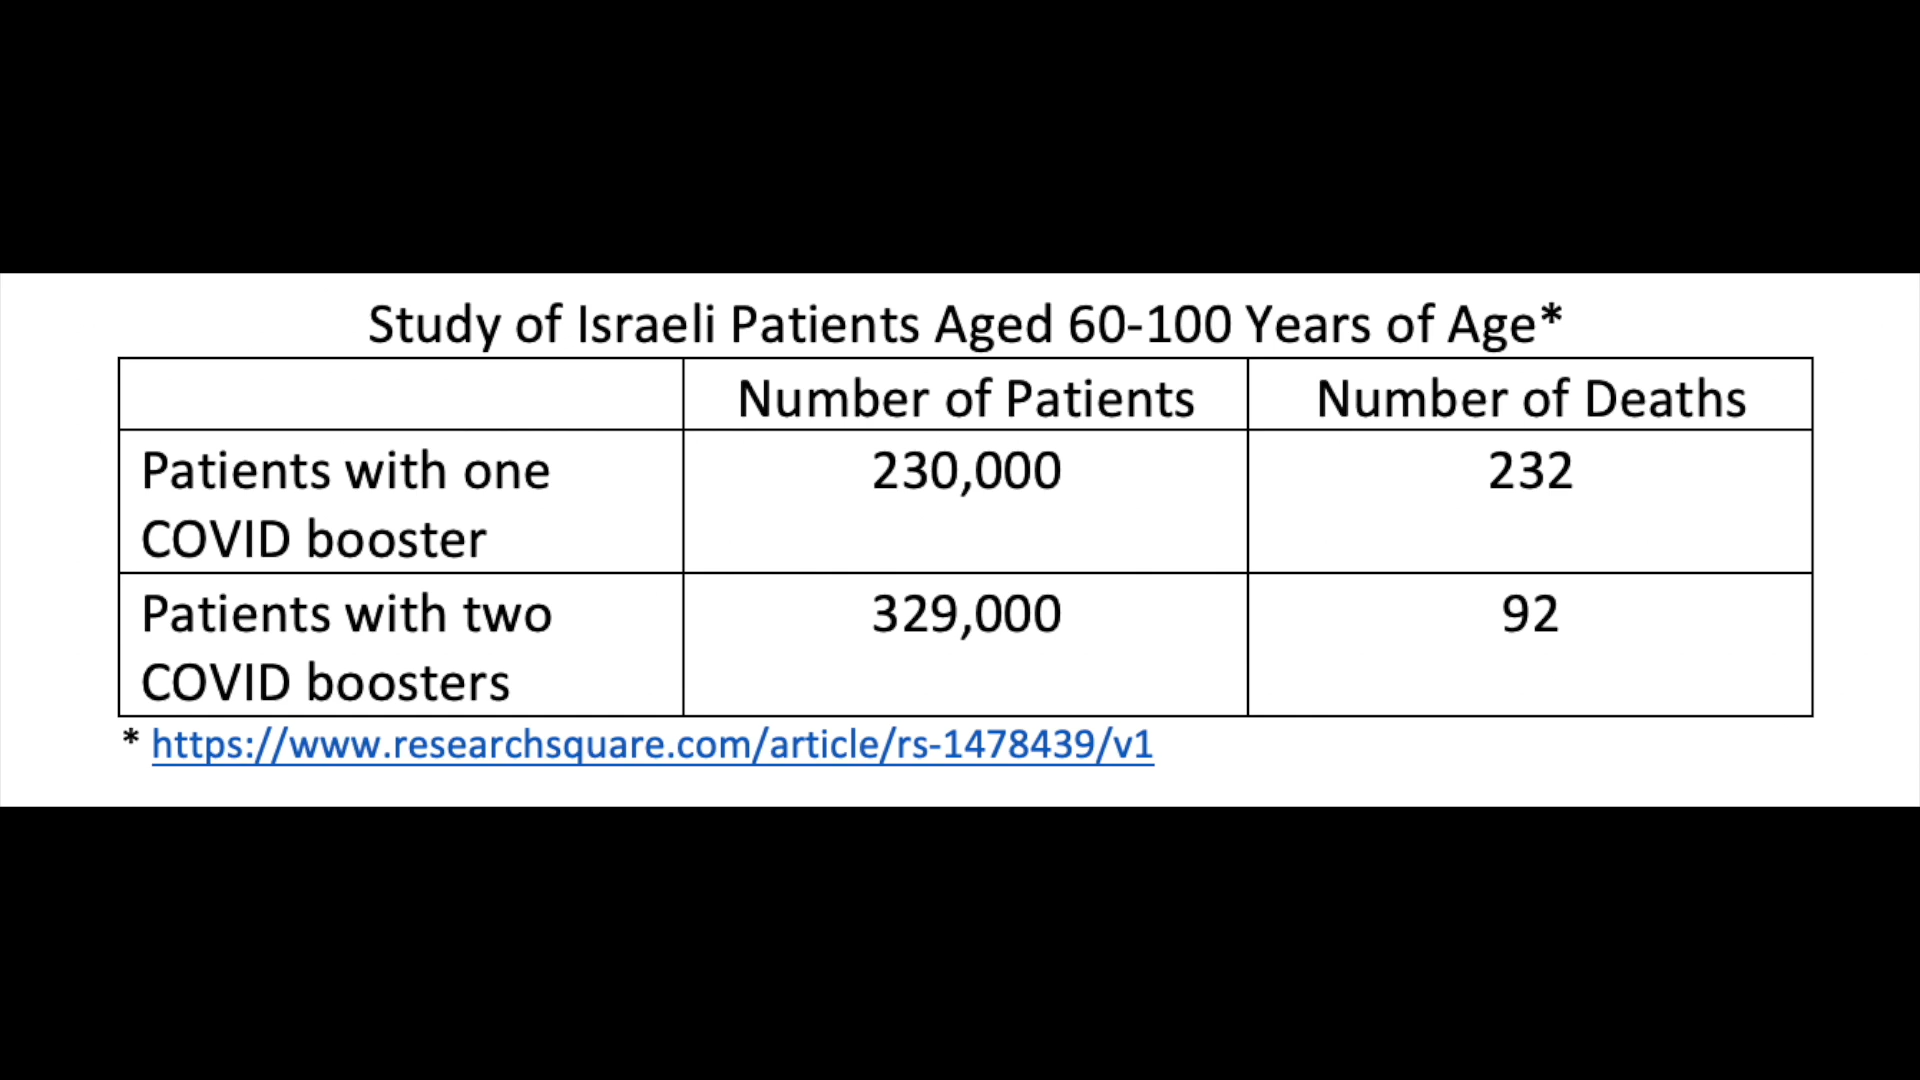 Study of Israeli Patients Aged 60-100 Years of Age*
Number of Patients Number of Deaths
Patients with one 230,000 232
COVID booster
Patients with two 329,000 92
COVID boosters
* https://www.researchsquare.com/article/rs-1478439/v1